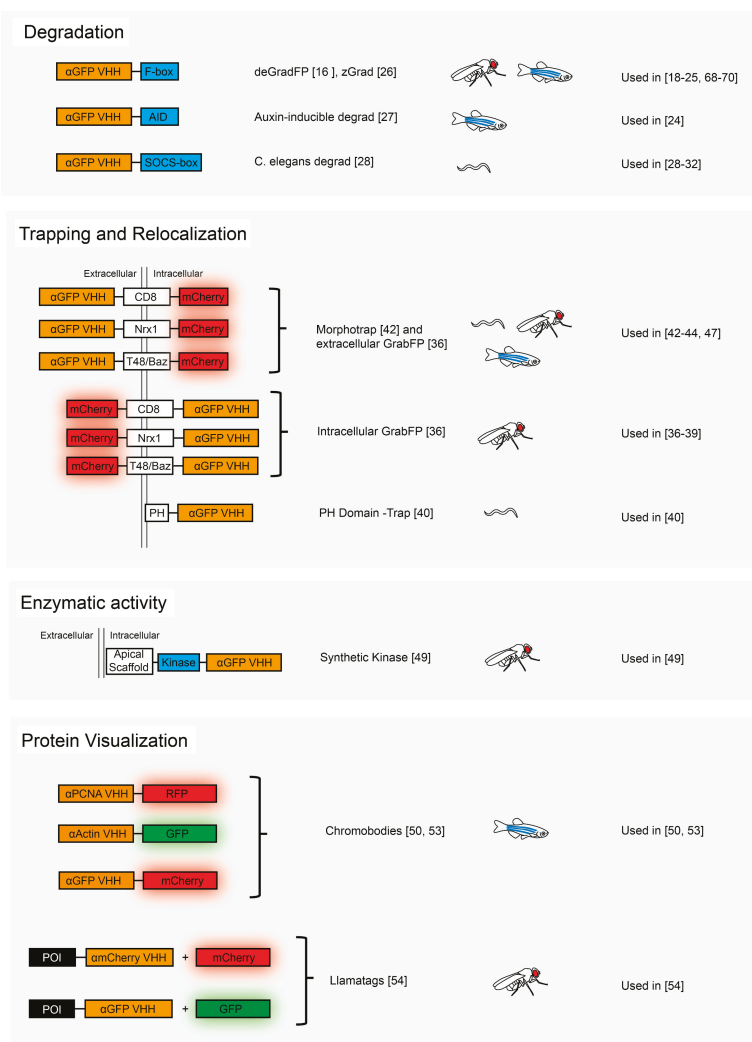 Degradation
αGFP VHH F-box deGradFP [16 ], zGrad [26] Used in [18-25, 68-70]
αGFP VHH AID Auxin-inducible degrad [27] Used in [24]
αGFP VHH SOCS-box C. elegans degrad [28] Used in [28-32]
Trapping and Relocalization
Extracellular Intracellular
αGFP VHH CD8 mCherry
αGFP VHH Nrx1 mCherry
αGFP VHH T48/Baz mCherry
Morphotrap [42] and
extracellular GrabFP [36]
Used in [42-44, 47]
mCherry CD8 αGFP VHH
mCherry Nrx1 αGFP VHH
mCherry T48/Baz αGFP VHH
Intracellular GrabFP [36] Used in [36-39]
PH αGFP VHH PH Domain -Trap [40] Used in [40]
Enzymatic activity
Extracellular Intracellular
Apical
Scaffold
Kinase αGFP VHH Synthetic Kinase [49] Used in [49]
Protein Visualization
αPCNA VHH RFP
αActin VHH GFP
αGFP VHH mCherry
Chromobodies [50, 53] Used in [50, 53]
POI αmCherry VHH + mCherry
POI αGFP VHH + GFP
Llamatags [54] Used in [54]